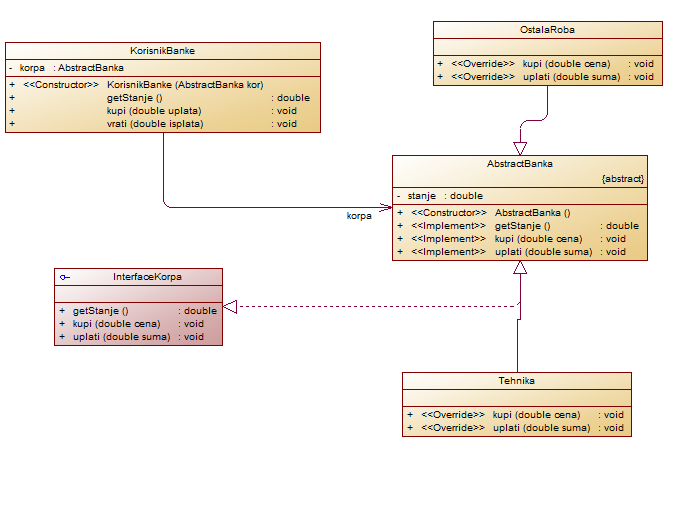 KorisnikBanke
- korpa : AbstractBanka
+ <<Constructor>> KorisnikBanke (AbstractBanka kor)
+ getStanje () : double
+ kupi (double uplata) : void
+ vrati (double isplata) : void
OstalaRoba
+ <<Override>> kupi (double cena) : void
+ <<Override>> uplati (double suma) : void
AbstractBanka
{abstract}
- stanje : double
+ <<Constructor>> AbstractBanka ()
+ <<Implement>> getStanje () : double
+ <<Implement>> kupi (double cena) : void
+ <<Implement>> uplati (double suma) : void
korpa
InterfaceKorpa
+ getStanje () : double
+ kupi (double cena) : void
+ uplati (double suma) : void
Tehnika
+ <<Override>> kupi (double cena) : void
+ <<Override>> uplati (double suma) : void